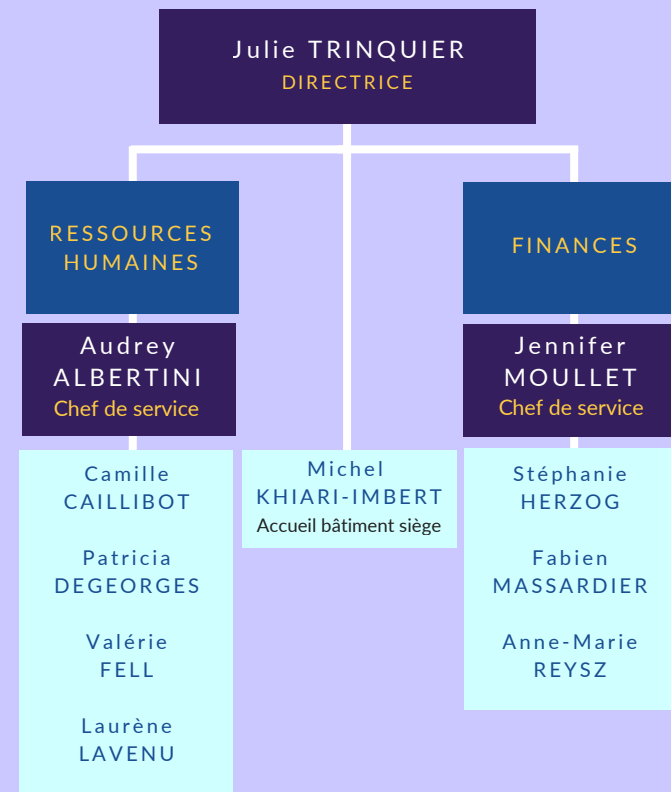 Julie TRINQUIER
DIRECTRICE
RESSOURCES
HUMAINES
Audrey
ALBERTINI
Chef de service
Camille
CAILLIBOT
Patricia
DEGEORGES
Valérie
FELL
Laurène
LAVENU
Michel
KHIARI-IMBERT
Accueil bâtiment siège
FINANCES
Jennifer
MOULLET
Chef de service
Stéphanie
HERZOG
Fabien
MASSARDIER
Anne-Marie
REYSZ